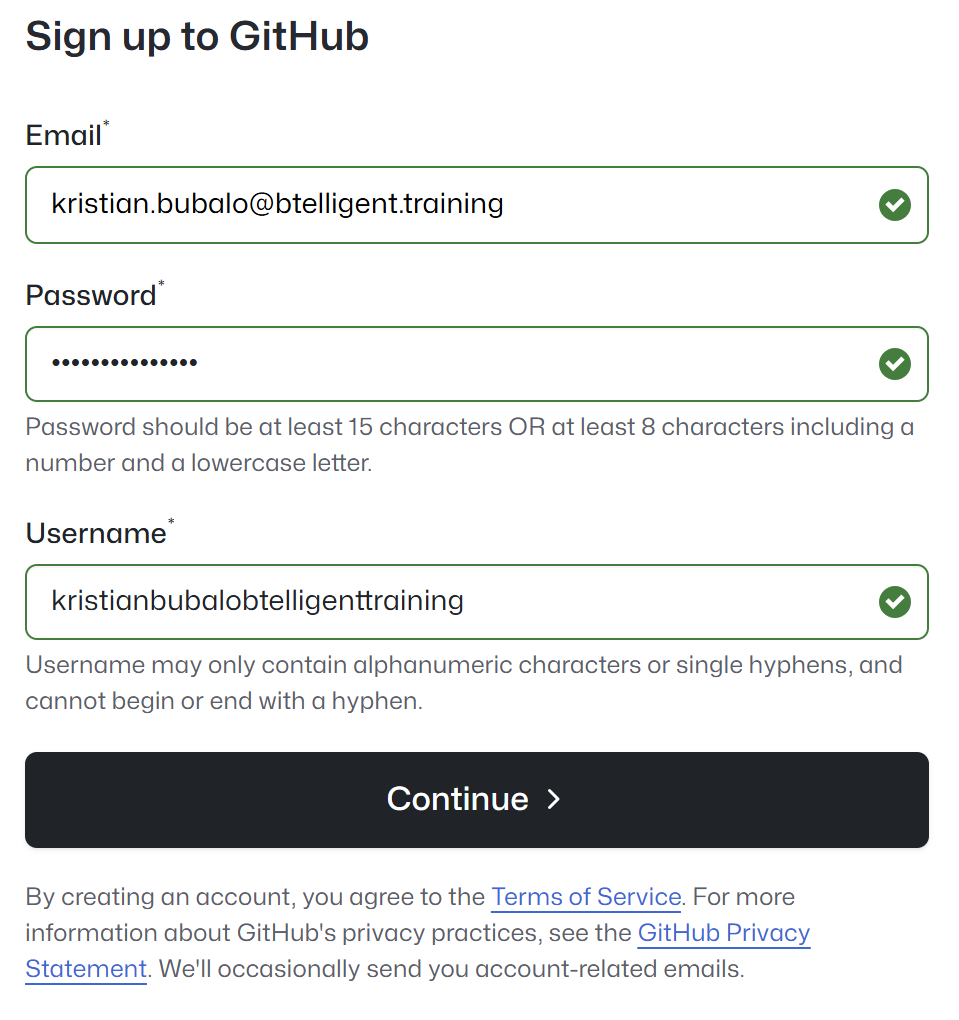 Sign up to GitHub
Email*
kristian.bubalo@btelligent.training
Password*
•••••••••••••••
Password should be at least 15 characters OR at least 8 characters including a
number and a lowercase letter.
Username*
kristianbubalobtelligenttraining
Username may only contain alphanumeric characters or single hyphens, and
cannot begin or end with a hyphen.
Continue >
By creating an account, you agree to the Terms of Service. For more
information about GitHub's privacy practices, see the GitHub Privacy
Statement. We'll occasionally send you account-related emails.